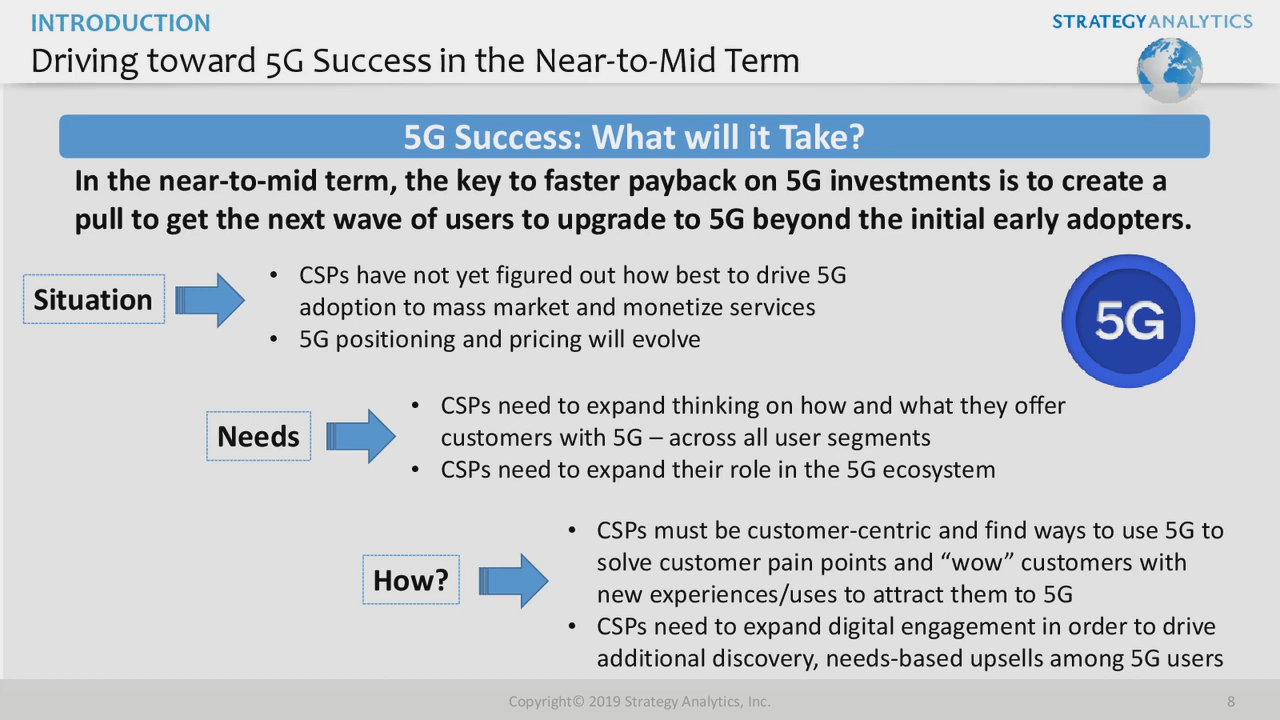 INTRODUCTION
STRATEGYANALYTICS
Driving toward 5G Success in the Near-to-Mid Term
5G Success: What will it Take?
In the near-to-mid term, the key to faster payback on 5G investments is to create a
pull to get the next wave of users to upgrade to 5G beyond the initial early adopters.
Situation
• CSPs have not yet figured out how best to drive 5G
adoption to mass market and monetize services
• 5G positioning and pricing will evolve
5G
Needs
• CSPs need to expand thinking on how and what they offer
customers with 5G – across all user segments
• CSPs need to expand their role in the 5G ecosystem
How?
• CSPs must be customer-centric and find ways to use 5G to
solve customer pain points and “wow” customers with
new experiences/uses to attract them to 5G
• CSPs need to expand digital engagement in order to drive
additional discovery, needs-based upsells among 5G users
Copyright© 2019 Strategy Analytics, Inc.
8